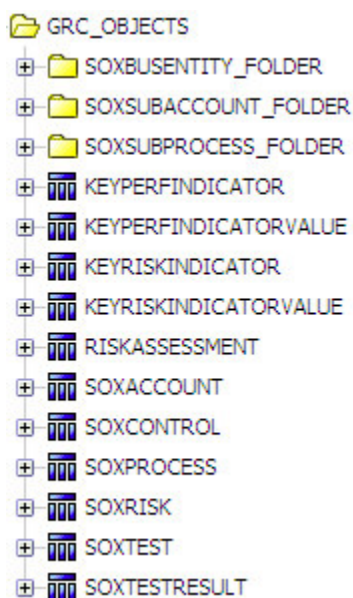 GRC_OBJECTS
SOXBUSENTITY_FOLDER
SOXSUBACCOUNT_FOLDER
SOXSUBPROCESS_FOLDER
KEYPERFINDICATOR
KEYPERFINDICATORVALUE
KEYRISKINDICATOR
KEYRISKINDICATORVALUE
RISKASSESSMENT
SOXACCOUNT
SOXCONTROL
SOXPROCESS
SOXRISK
SOXTEST
SOXTESTRESULT